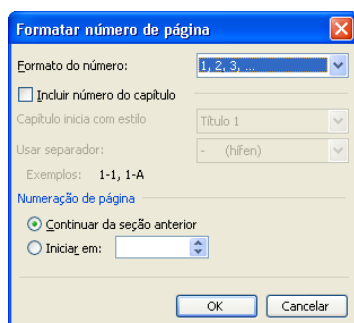 Formatar número de página
Formato do número: 1, 2, 3, ...
Incluir número do capítulo
Capítulo inicia com estilo Título 1
Usar separador: - (hífen)
Exemplos: 1-1, 1-A
Numeração de página
Continuar da seção anterior
Iniciar em:
OK Cancelar